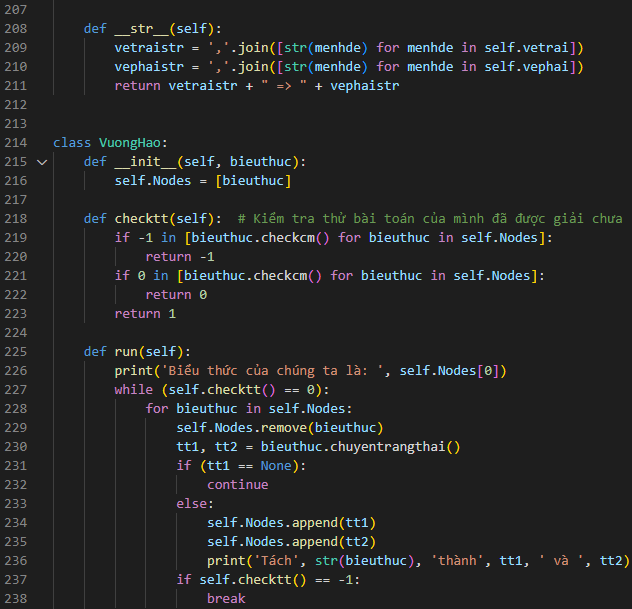 207
208 def __str__(self):
209 vetraistr = ','.join([str(menhde) for menhde in self.vetrai])
210 vephaistr = ','.join([str(menhde) for menhde in self.vephai])
211 return vetraistr + " => " + vephaistr
212
213
214 class VuongHao:
215 def __init__(self, bieuthuc):
216 self.Nodes = [bieuthuc]
217
218 def checktt(self):  # Kiểm tra thử bài toán của mình đã được giải chưa
219 if -1 in [bieuthuc.checkcm() for bieuthuc in self.Nodes]:
220 return -1
221 if 0 in [bieuthuc.checkcm() for bieuthuc in self.Nodes]:
222 return 0
223 return 1
224
225 def run(self):
226 print('Biểu thức của chúng ta là: ', self.Nodes[0])
227 while (self.checktt() == 0):
228 for bieuthuc in self.Nodes:
229 self.Nodes.remove(bieuthuc)
230 tt1, tt2 = bieuthuc.chuyentrangthai()
231 if (tt1 == None):
232 continue
233 else:
234 self.Nodes.append(tt1)
235 self.Nodes.append(tt2)
236 print('Tách', str(bieuthuc), 'thành', tt1, ' và ', tt2)
237 if self.checktt() == -1:
238 break